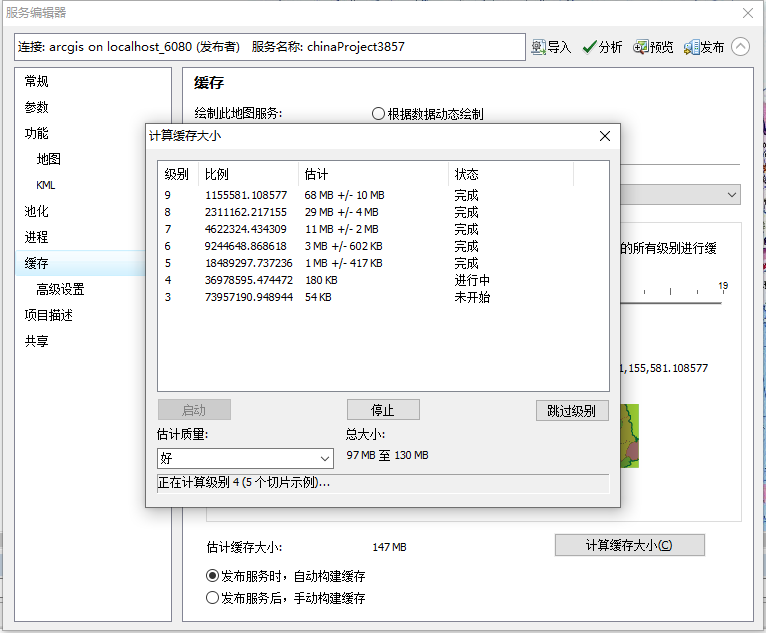 服务编辑器
连接: arcgis on localhost_6080 (发布者) 服务名称: chinaProject3857
导入 分析 预览 发布
常规
参数
功能
地图
KML
池化
进程
缓存
高级设置
项目描述
共享
缓存
绘制此地图服务: 根据数据动态绘制
计算缓存大小
级别 比例 估计 状态
9 1155581.108577 68 MB +/- 10 MB 完成
8 2311162.217155 29 MB +/- 4 MB 完成
7 4622324.434309 11 MB +/- 2 MB 完成
6 9244648.868618 3 MB +/- 602 KB 完成
5 18489297.737236 1 MB +/- 417 KB 完成
4 36978595.474472 180 KB 进行中
3 73957190.948944 54 KB 未开始
启动 停止 跳过级别
估计质量: 总大小:
好 97 MB 至 130 MB
正在计算级别 4 (5 个切片示例)...
的所有级别进行缓
19
1,155,581.108577
估计缓存大小: 147 MB 计算缓存大小(C)
发布服务时，自动构建缓存
发布服务后，手动构建缓存